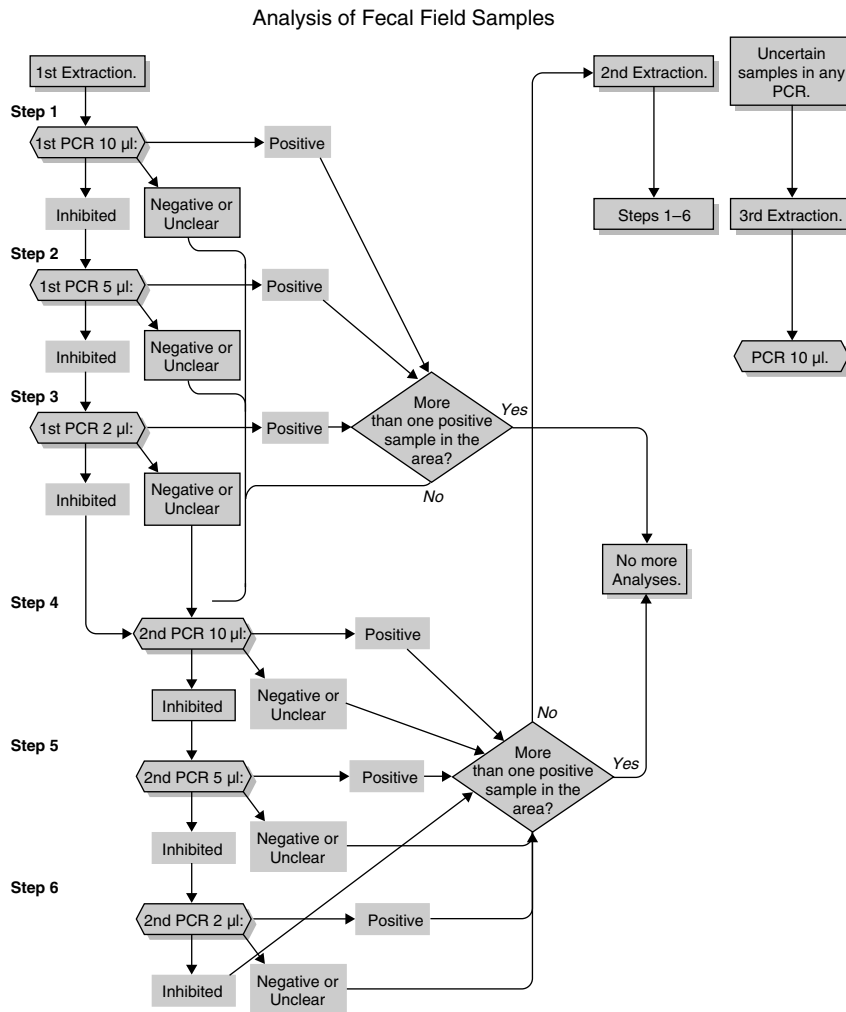 Analysis of Fecal Field Samples
1st Extraction.
2nd Extraction.
Uncertain
samples in any
PCR.
Step 1
1st PCR 10 µl:
Positive
Inhibited
Negative or
Unclear
Steps 1–6
3rd Extraction.
Step 2
1st PCR 5 µl:
Positive
Inhibited
Negative or
Unclear
PCR 10 µl.
Step 3
1st PCR 2 µl:
Positive
More
than one positive
sample in the
area?
Yes
No
Inhibited
Negative or
Unclear
No more
Analyses.
Step 4
2nd PCR 10 µl:
Positive
Inhibited
Negative or
Unclear
No
Step 5
2nd PCR 5 µl:
Positive
More
than one positive
sample in the
area?
Yes
Inhibited
Negative or
Unclear
Step 6
2nd PCR 2 µl:
Positive
Inhibited
Negative or
Unclear